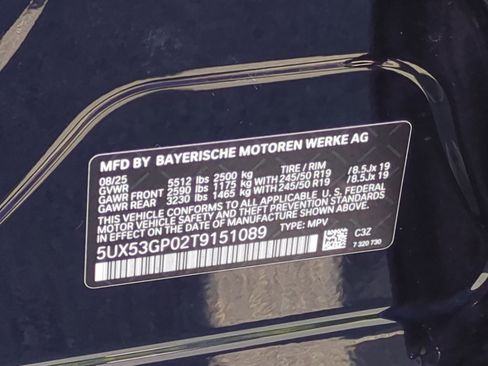 MFD BY BAYERISCHE MOTOREN WERKE AG
08/25 TIRE / RIM
GVWR 5512 lbs 2500 kg
GAWR FRONT 2590 lbs 1175 kg WITH 245/50 R19 /8.5Jx 19
GAWR REAR 3230 lbs 1465 kg WITH 245/50 R19 /8.5Jx 19
THIS VEHICLE CONFORMS TO ALL APPLICABLE U.S. FEDERAL
MOTOR VEHICLE SAFETY AND THEFT PREVENTION STANDARDS
IN EFFECT ON THE DATE OF MANUFACTURE SHOWN ABOVE.
5UX53GP02T9151089 TYPE: MPV C3Z
7 320 730